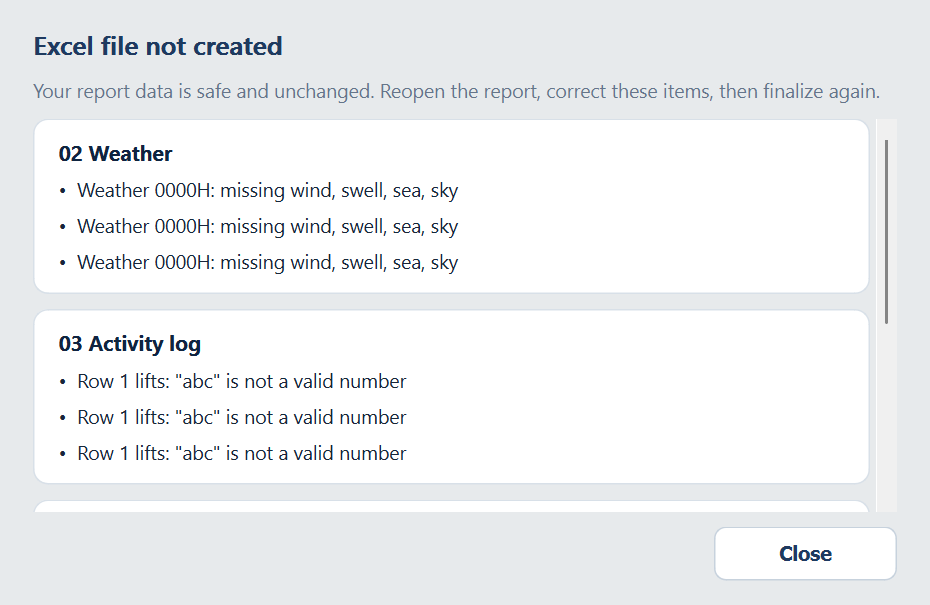 Excel file not created
Your report data is safe and unchanged. Reopen the report, correct these items, then finalize again.
02 Weather
• Weather 0000H: missing wind, swell, sea, sky
• Weather 0000H: missing wind, swell, sea, sky
• Weather 0000H: missing wind, swell, sea, sky
03 Activity log
• Row 1 lifts: "abc" is not a valid number
• Row 1 lifts: "abc" is not a valid number
• Row 1 lifts: "abc" is not a valid number
Close